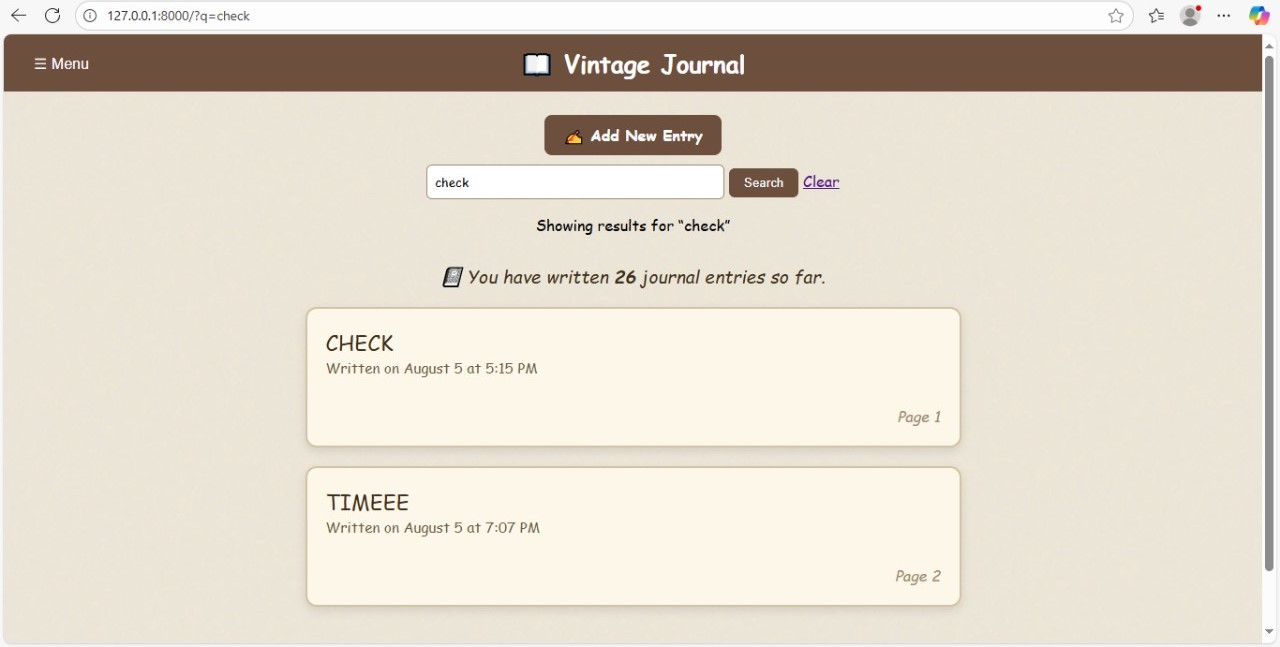 127.0.0.1:8000/?q=check
☰ Menu
Vintage Journal
Add New Entry
check
Search
Clear
Showing results for “check”
You have written 26 journal entries so far.
CHECK
Written on August 5 at 5:15 PM
Page 1
TIMEEE
Written on August 5 at 7:07 PM
Page 2